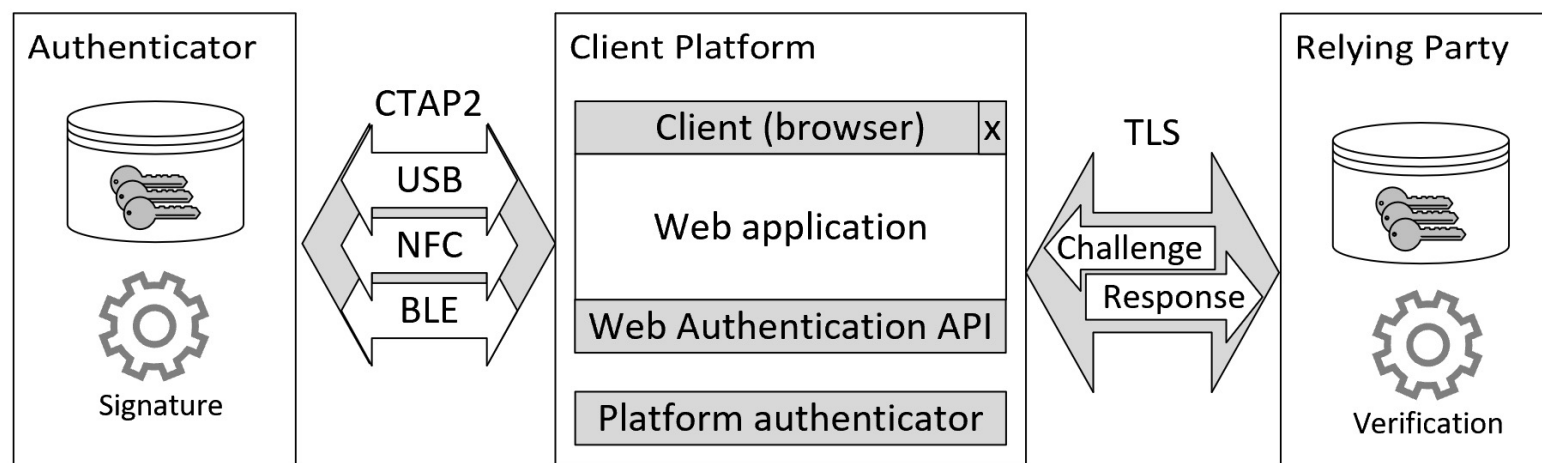 Authenticator
Signature
CTAP2
USB
NFC
BLE
Client Platform
Client (browser) x
Web application
Web Authentication API
Platform authenticator
TLS
Challenge
Response
Relying Party
Verification